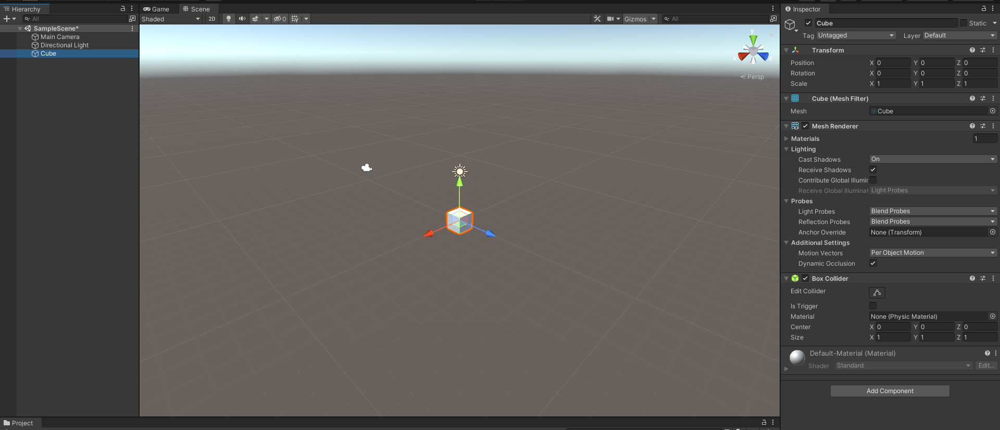 Hierarchy
All
SampleScene*
Main Camera
Directional Light
Cube
Game
Scene
Shaded
2D
0
Gizmos
All
y
x
z
Persp
Inspector
Cube
Static
Tag Untagged
Layer Default
Transform
Position X 0 Y 0 Z 0
Rotation X 0 Y 0 Z 0
Scale X 1 Y 1 Z 1
Cube (Mesh Filter)
Mesh Cube
Mesh Renderer
Materials 1
Lighting
Cast Shadows On
Receive Shadows
Contribute Global Illumir
Receive Global Illuminat Light Probes
Probes
Light Probes Blend Probes
Reflection Probes Blend Probes
Anchor Override None (Transform)
Additional Settings
Motion Vectors Per Object Motion
Dynamic Occlusion
Box Collider
Edit Collider
Is Trigger
Material None (Physic Material)
Center X 0 Y 0 Z 0
Size X 1 Y 1 Z 1
Default-Material (Material)
Shader Standard Edit...
Add Component
Project